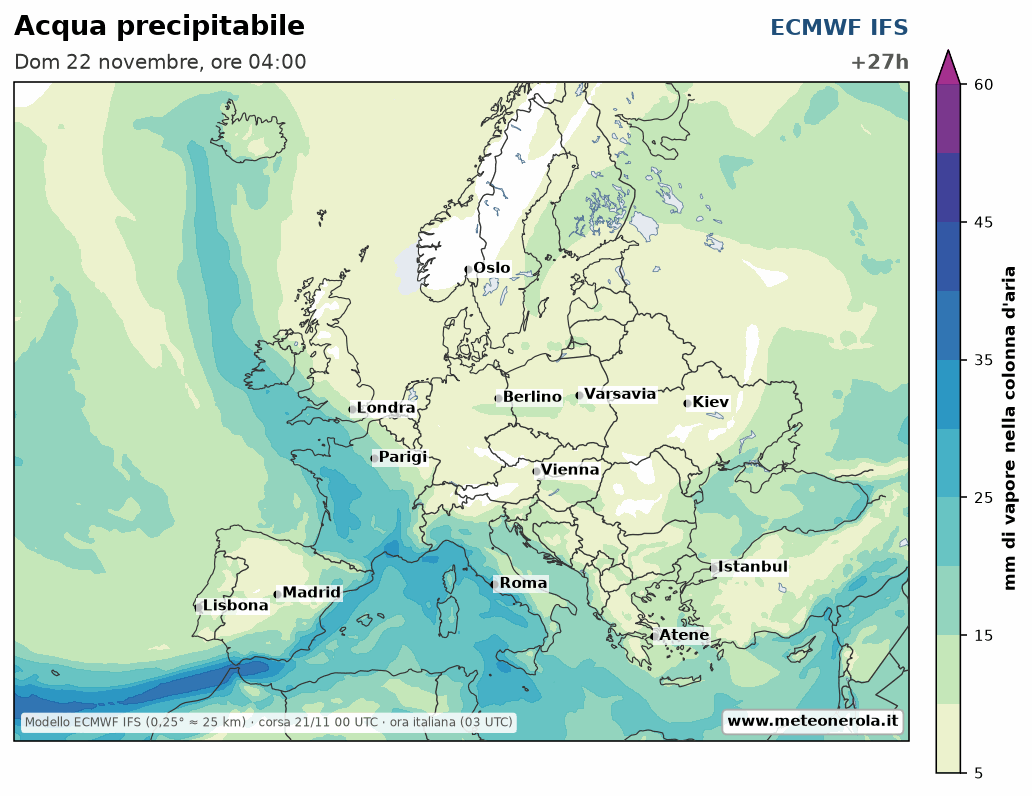 Acqua precipitabile
ECMWF IFS
Dom 22 novembre, ore 04:00
+27h
60
45
35
25
15
5
mm di vapore nella colonna d'aria
Oslo
Londra
Berlino
Varsavia
Kiev
Parigi
Vienna
Istanbul
Roma
Madrid
Lisbona
Atene
Modello ECMWF IFS (0,25° ≈ 25 km) · corsa 21/11 00 UTC · ora italiana (03 UTC)
www.meteonerola.it